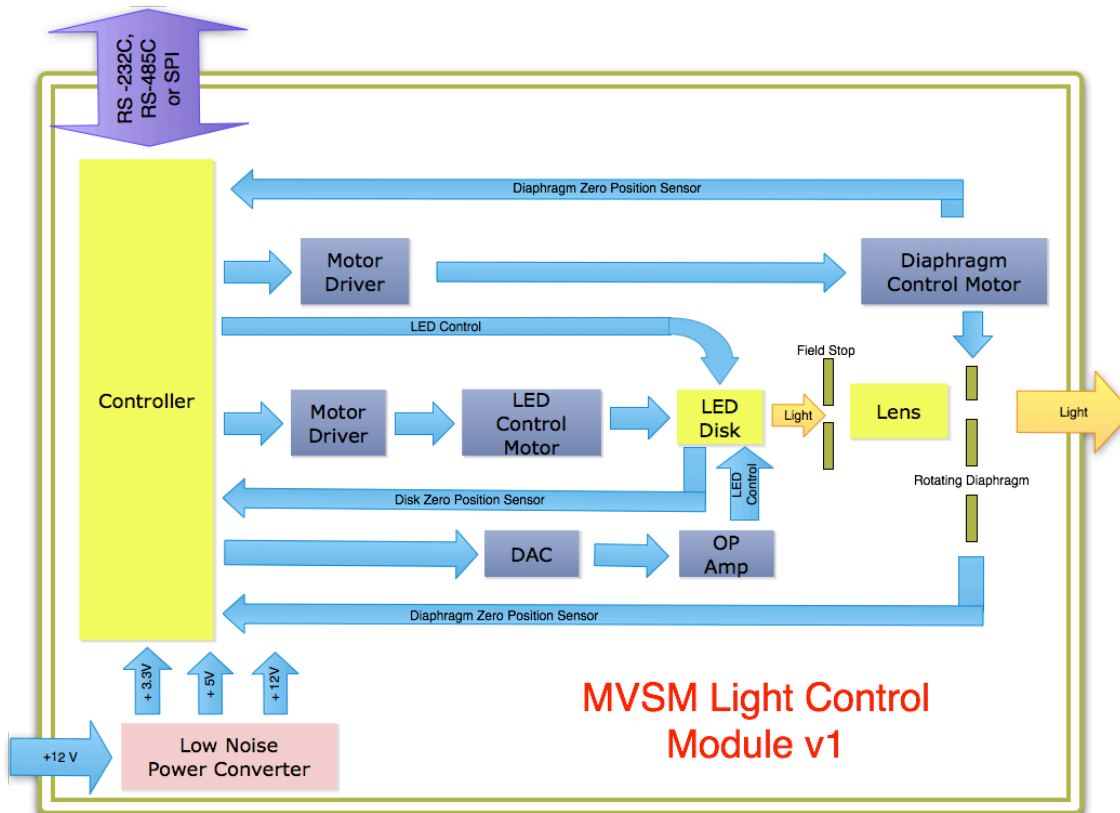 RS -232C,
RS-485C
or SPI
Diaphragm Zero Position Sensor
Motor
Driver
Diaphragm
Control Motor
LED Control
Field Stop
Controller
Motor
Driver
LED
Control
Motor
LED
Disk
Light
Lens
Light
Disk Zero Position Sensor
LED
Control
Rotating Diaphragm
DAC
OP
Amp
Diaphragm Zero Position Sensor
+ 3.3V
+ 5V
+ 12V
+12 V
Low Noise
Power Converter
MVSM Light Control
Module v1